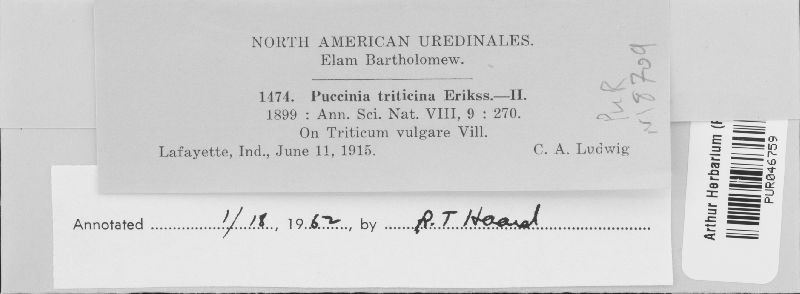 NORTH AMERICAN UREDINALES.
Elam Bartholomew.
1474. Puccinia triticina Erikss.—II.
1899 : Ann. Sci. Nat. VIII, 9 : 270.
On Triticum vulgare Vill.
Lafayette, Ind., June 11, 1915. C. A. Ludwig
PUR
N18709
Annotated 1/18, 1962, by R.T
Arthur Herbarium (P
PUR046759